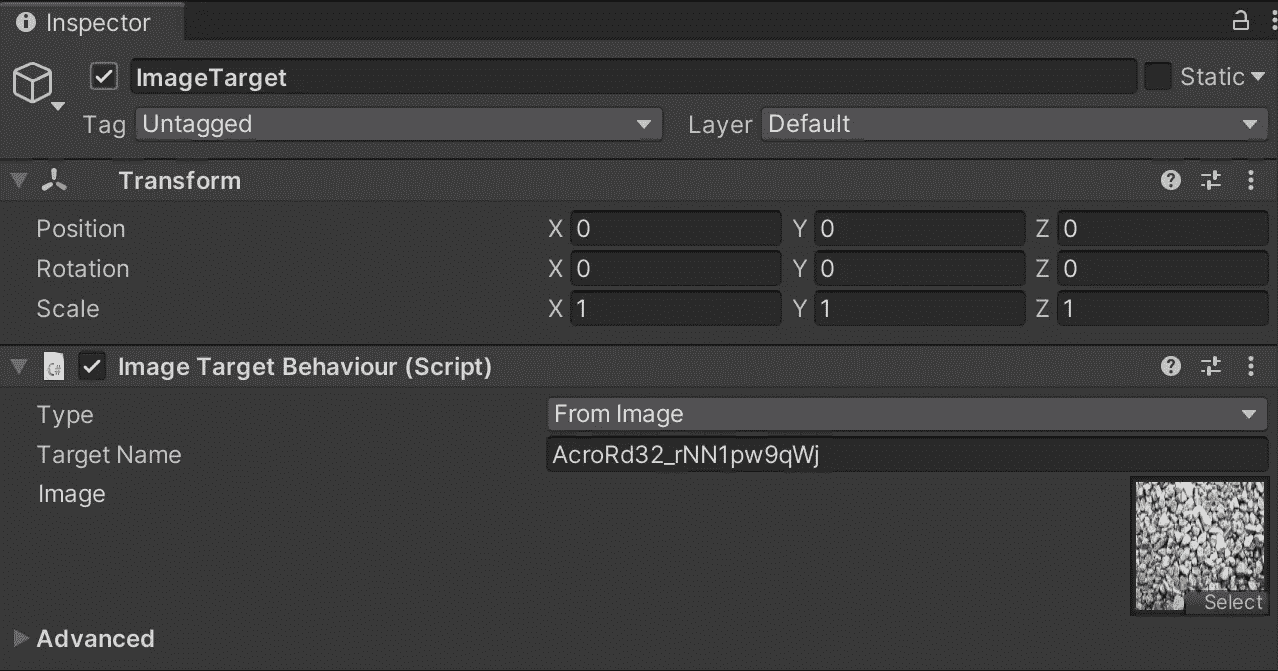 Inspector
ImageTarget Static
Tag Untagged Layer Default
Transform
Position X 0 Y 0 Z 0
Rotation X 0 Y 0 Z 0
Scale X 1 Y 1 Z 1
Image Target Behaviour (Script)
Type From Image
Target Name AcroRd32_rNN1pw9qWj
Image
Select
Advanced